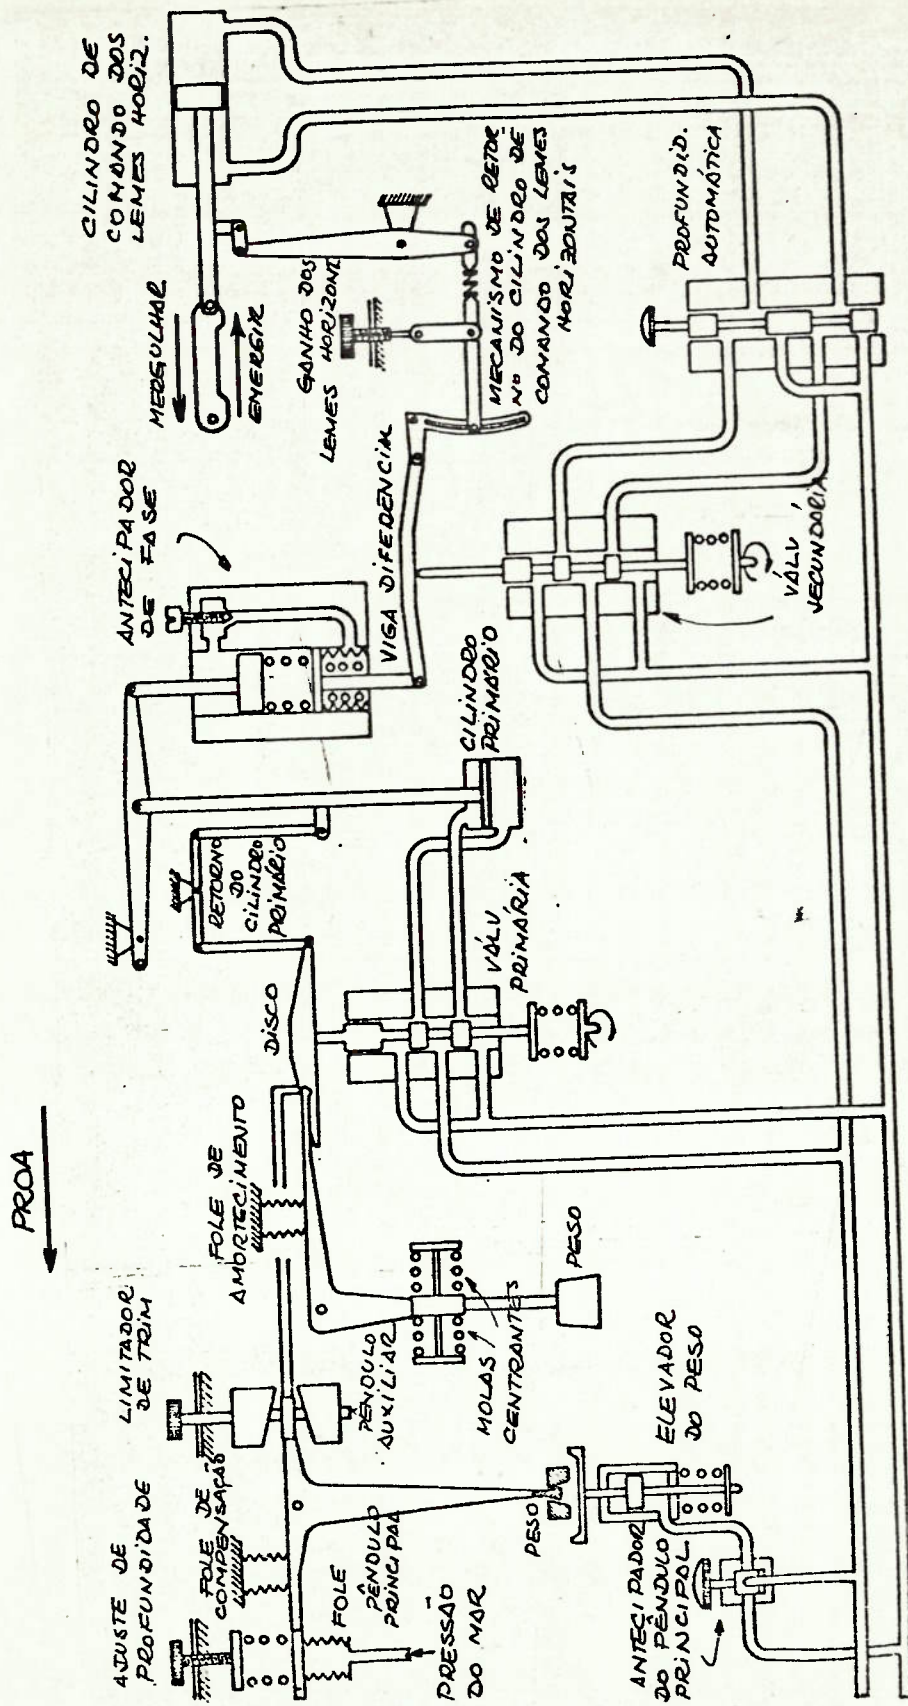 PROA
AJUSTE DE
PROFUNDIDADE
LIMITADOR
DE TRIM
FOLE DE
COMPENSAÇÃO
FOLE DE
AMORTECIMENTO
DISCO
RETORNO
DO
CILINDRO
PRIMÁRIO
ANTECIPADOR
DE FASE
MERGULHAR
EMERGIR
CILINDRO DE
COMANDO DOS
LEMES HORIZ.
GANHO DOS
LEMES HORIZONT.
MECANISMO DE RETOR
NO DO CILINDRO DE
COMANDO DOS LEMES
HORIZONTAIS
VIGA DIFEDENCIAL
CILINDRO
PRIMÁRIO
VÁLV
PRIMÁRIA
VÁLV
SECUNDARIA
PROFUNDID.
AUTOMÁTICA
FOLE
PÊNDULO
PRINCIPAL
PRESSÃO
DO MAR
PÊNDULO
AUXILIAR
MOLAS
CENTRANTES
PESO
PESO
ELEVADOR
DO PESO
ANTECIPADOR
DO PÊNDULO
PRINCIPAL